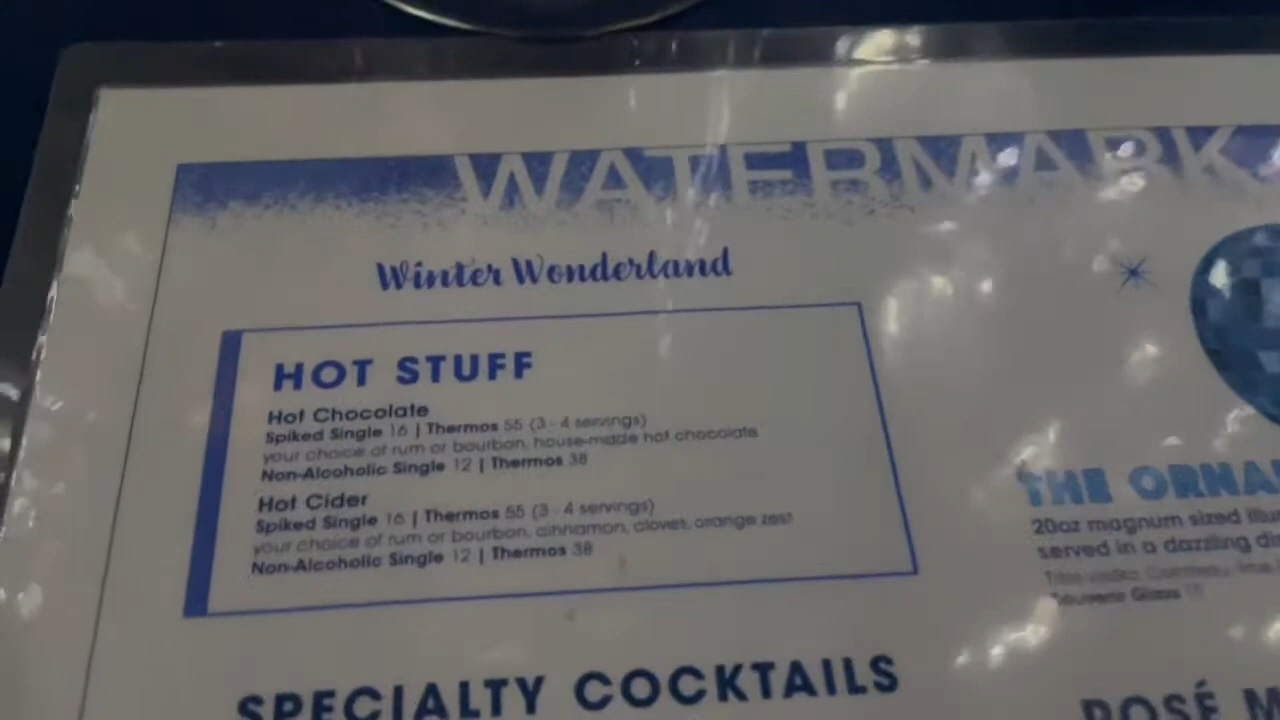 WATERMARK
Winter Wonderland
HOT STUFF
Hot Chocolate
Spiked Single 16 | Thermos 55 (3 - 4 servings)
your choice of rum or bourbon, house-made hot chocolate
Non-Alcoholic Single 12 | Thermos 38
Hot Cider
Spiked Single 16 | Thermos 55 (3 - 4 servings)
your choice of rum or bourbon, cinnamon, cloves, orange zest
Non-Alcoholic Single 12 | Thermos 38
SPECIALTY COCKTAILS
THE ORNA
20oz magnum sized
served in a dazzling
Glass
ROSÉ M